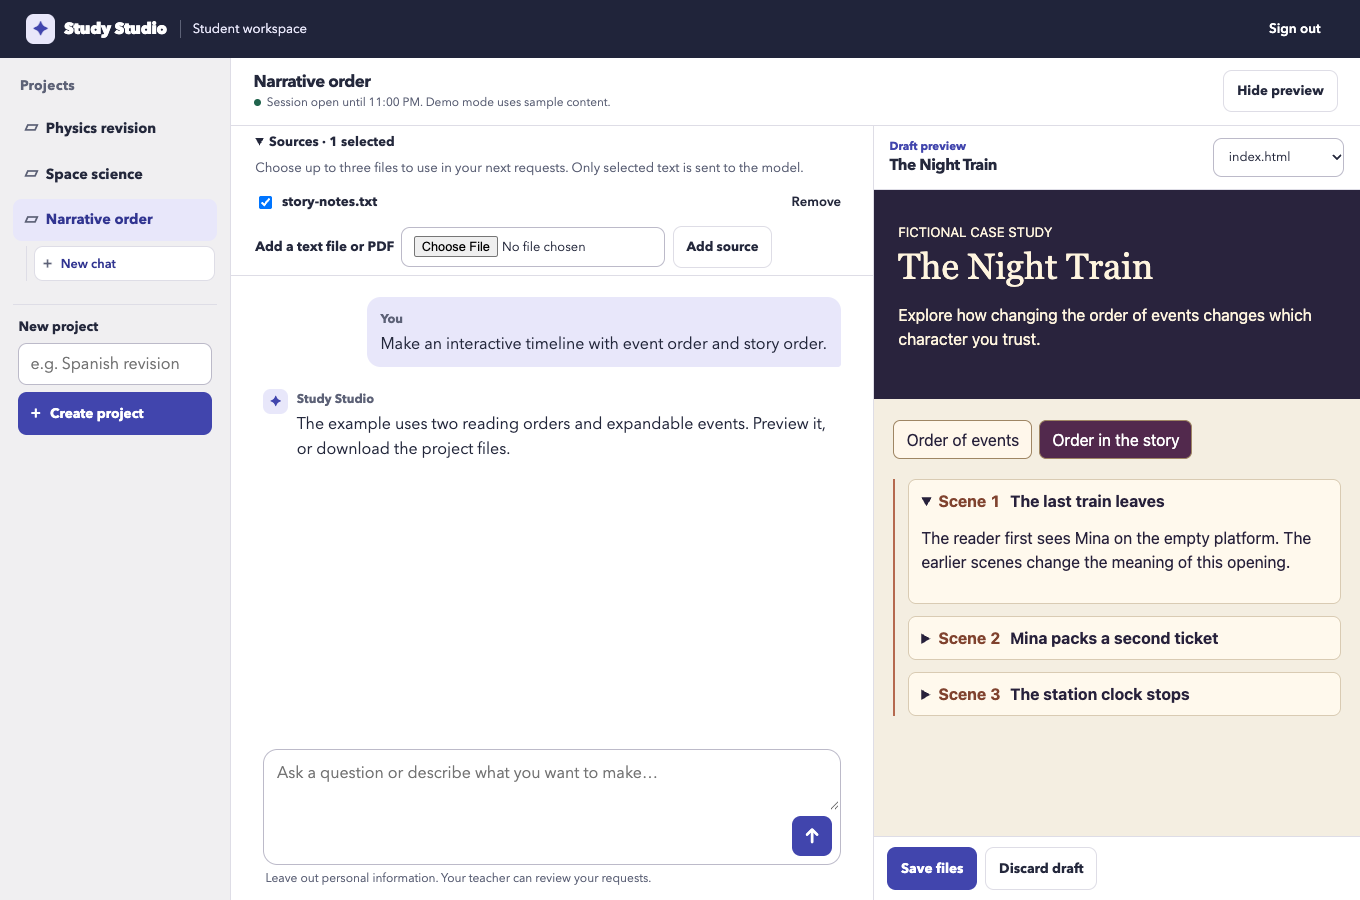 Study Studio
Student workspace
Sign out
Projects
Physics revision
Space science
Narrative order
+ New chat
New project
e.g. Spanish revision
+ Create project
Narrative order
Session open until 11:00 PM. Demo mode uses sample content.
Hide preview
Sources · 1 selected
Choose up to three files to use in your next requests. Only selected text is sent to the model.
story-notes.txt
Remove
Add a text file or PDF
Choose File No file chosen
Add source
You
Make an interactive timeline with event order and story order.
Study Studio
The example uses two reading orders and expandable events. Preview it,
or download the project files.
Ask a question or describe what you want to make…
Leave out personal information. Your teacher can review your requests.
Draft preview
The Night Train
index.html
FICTIONAL CASE STUDY
The Night Train
Explore how changing the order of events changes which
character you trust.
Order of events
Order in the story
Scene 1 The last train leaves
The reader first sees Mina on the empty platform. The
earlier scenes change the meaning of this opening.
Scene 2 Mina packs a second ticket
Scene 3 The station clock stops
Save files
Discard draft